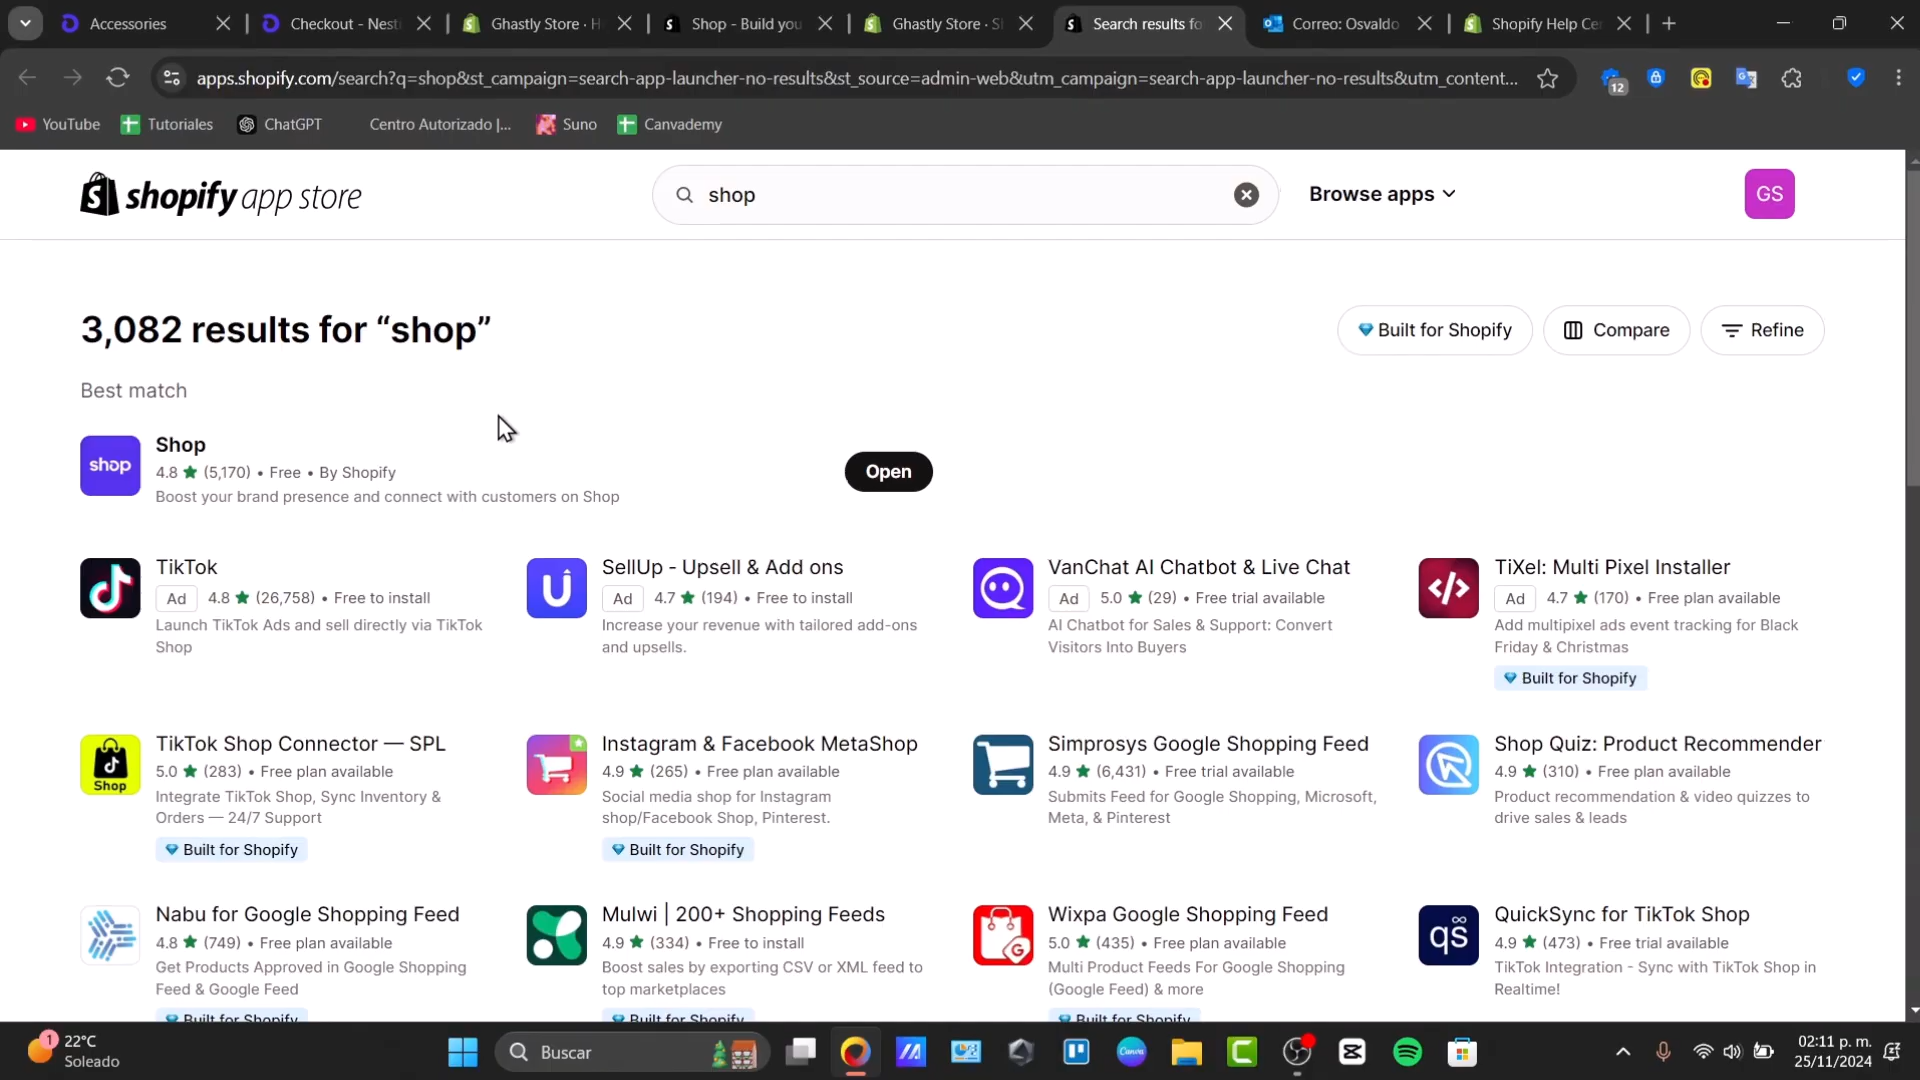 Accessories
Checkout - Nesti
Ghastly Store · H
Shop - Build you
Ghastly Store · S
Search results fo
Correo: Osvaldo
Shopify Help Ce
apps.shopify.com/search?q=shop&st_campaign=search-app-launcher-no-results&st_source=admin-web&utm_campaign=search-app-launcher-no-results&utm_content...
12
YouTube
Tutoriales
ChatGPT
Centro Autorizado |...
Suno
Canvademy
shopify app store
shop
Browse apps
GS
3,082 results for “shop”
Built for Shopify
Compare
Refine
Best match
shop
Shop
4.8 ★ (5,170) • Free • By Shopify
Boost your brand presence and connect with customers on Shop
Open
TikTok
Ad 4.8 ★ (26,758) • Free to install
Launch TikTok Ads and sell directly via TikTok
Shop
SellUp - Upsell & Add ons
Ad 4.7 ★ (194) • Free to install
Increase your revenue with tailored add-ons
and upsells.
VanChat AI Chatbot & Live Chat
Ad 5.0 ★ (29) • Free trial available
AI Chatbot for Sales & Support: Convert
Visitors Into Buyers
TiXel: Multi Pixel Installer
Ad 4.7 ★ (170) • Free plan available
Add multipixel ads event tracking for Black
Friday & Christmas
Built for Shopify
Shop
TikTok Shop Connector — SPL
5.0 ★ (283) • Free plan available
Integrate TikTok Shop, Sync Inventory &
Orders — 24/7 Support
Built for Shopify
Instagram & Facebook MetaShop
4.9 ★ (265) • Free plan available
Social media shop for Instagram
shop/Facebook Shop, Pinterest.
Built for Shopify
Simprosys Google Shopping Feed
4.9 ★ (6,431) • Free trial available
Submits Feed for Google Shopping, Microsoft,
Meta, & Pinterest
Shop Quiz: Product Recommender
4.9 ★ (310) • Free plan available
Product recommendation & video quizzes to
drive sales & leads
Nabu for Google Shopping Feed
4.8 ★ (749) • Free plan available
Get Products Approved in Google Shopping
Feed & Google Feed
Built for Shopify
Mulwi | 200+ Shopping Feeds
4.9 ★ (334) • Free to install
Boost sales by exporting CSV or XML feed to
top marketplaces
Built for Shopify
G
Wixpa Google Shopping Feed
5.0 ★ (435) • Free plan available
Multi Product Feeds For Google Shopping
(Google Feed) & more
Built for Shopify
qs
QuickSync for TikTok Shop
4.9 ★ (473) • Free trial available
TikTok Integration - Sync with TikTok Shop in
Realtime!
1
22°C
Soleado
Buscar
Canva
02:11 p. m.
25/11/2024